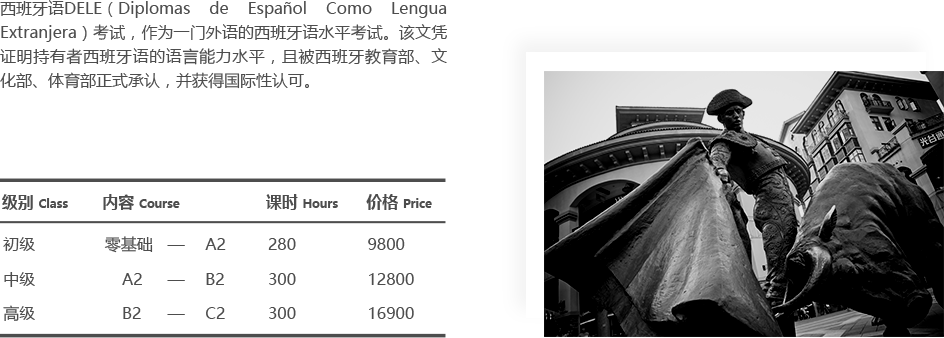 西班牙语DELE（Diplomas de Español Como Lengua
Extranjera）考试，作为一门外语的西班牙语水平考试。该文凭
证明持有者西班牙语的语言能力水平，且被西班牙教育部、文
化部、体育部正式承认，并获得国际性认可。
级别 Class 内容 Course 课时 Hours 价格 Price
初级 零基础 — A2 280 9800
中级 A2 — B2 300 12800
高级 B2 — C2 300 16900